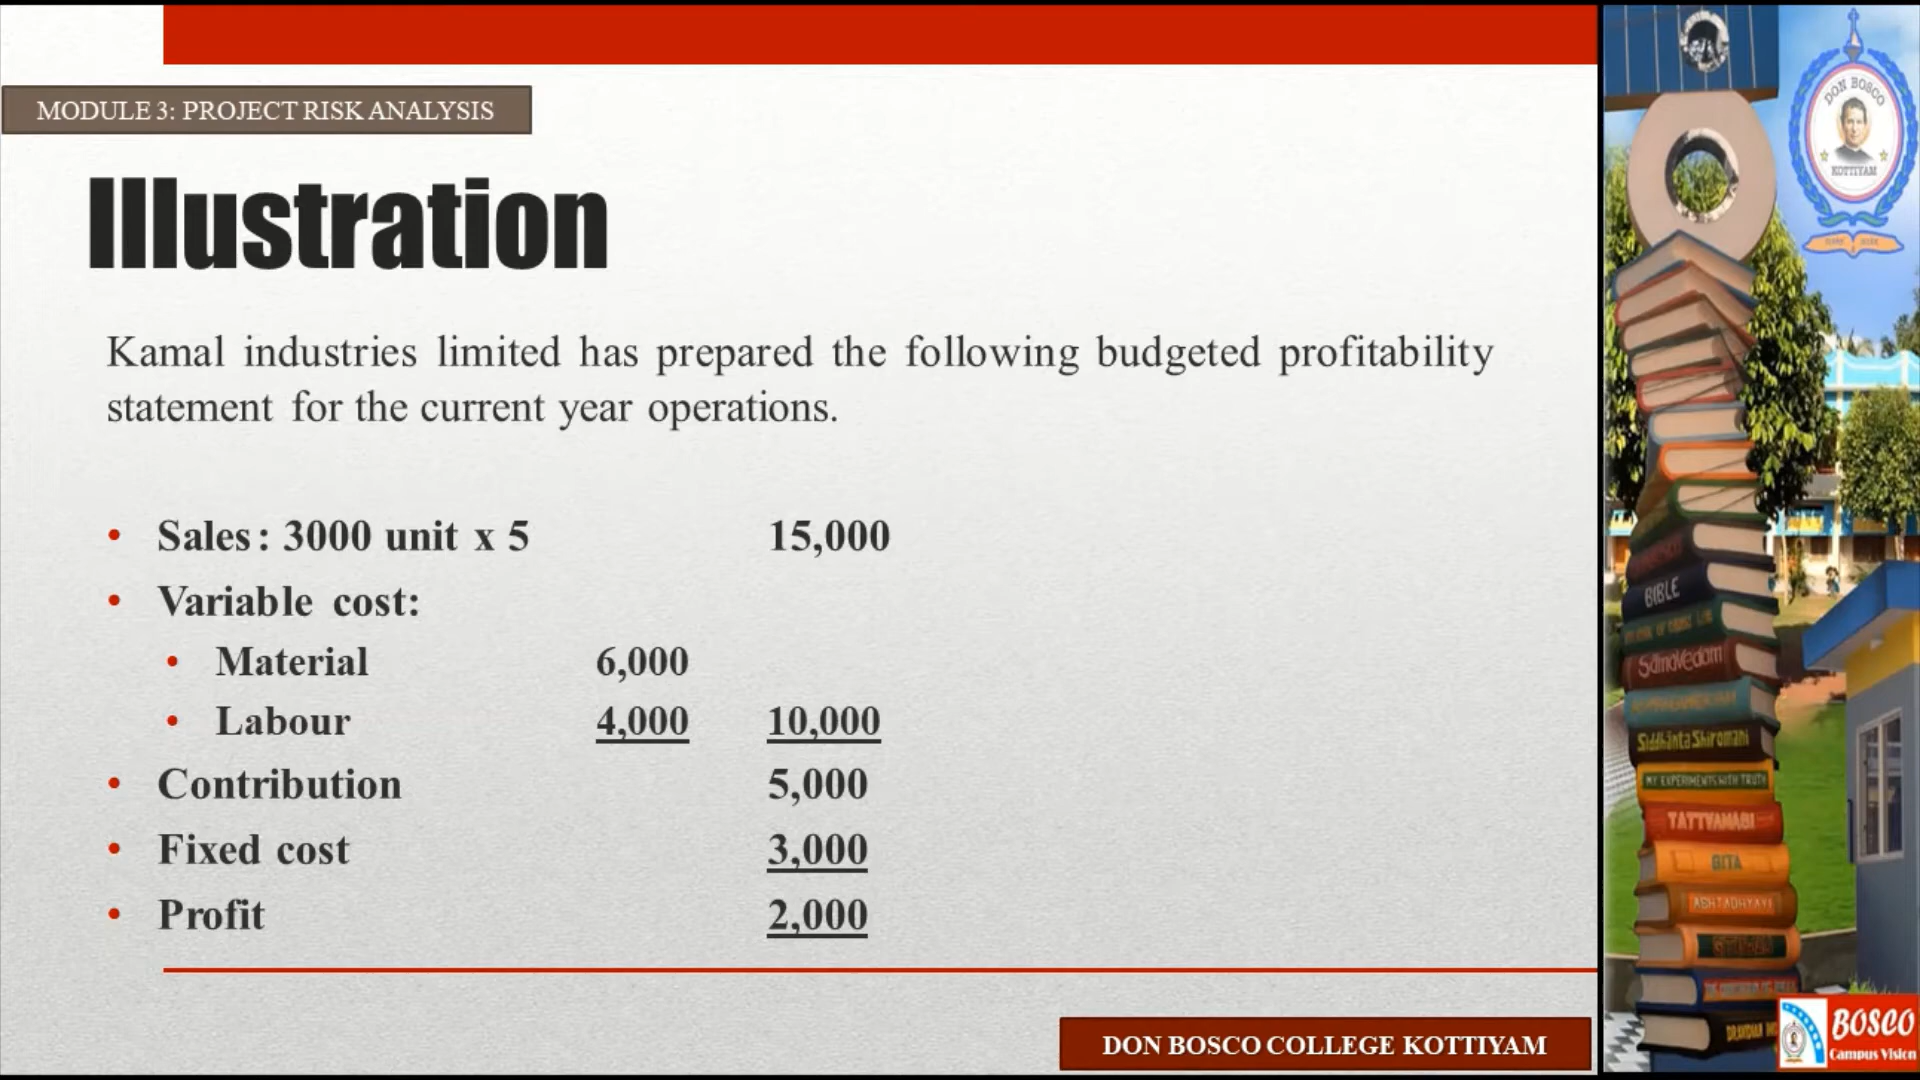 MODULE 3: PROJECT RISK ANALYSIS
Illustration
Kamal industries limited has prepared the following budgeted profitability
statement for the current year operations.
• Sales: 3000 unit x 5 15,000
• Variable cost:
• Material 6,000
• Labour 4,000 10,000
• Contribution 5,000
• Fixed cost 3,000
• Profit 2,000
DON BOSCO COLLEGE KOTTIYAM
DON BOSCO
KOTTIYAM
BIBLE
Siddhanta Shiromani
MY EXPERIMENTS WITH TRUTH
GITA
BOSCO
Campus Vision